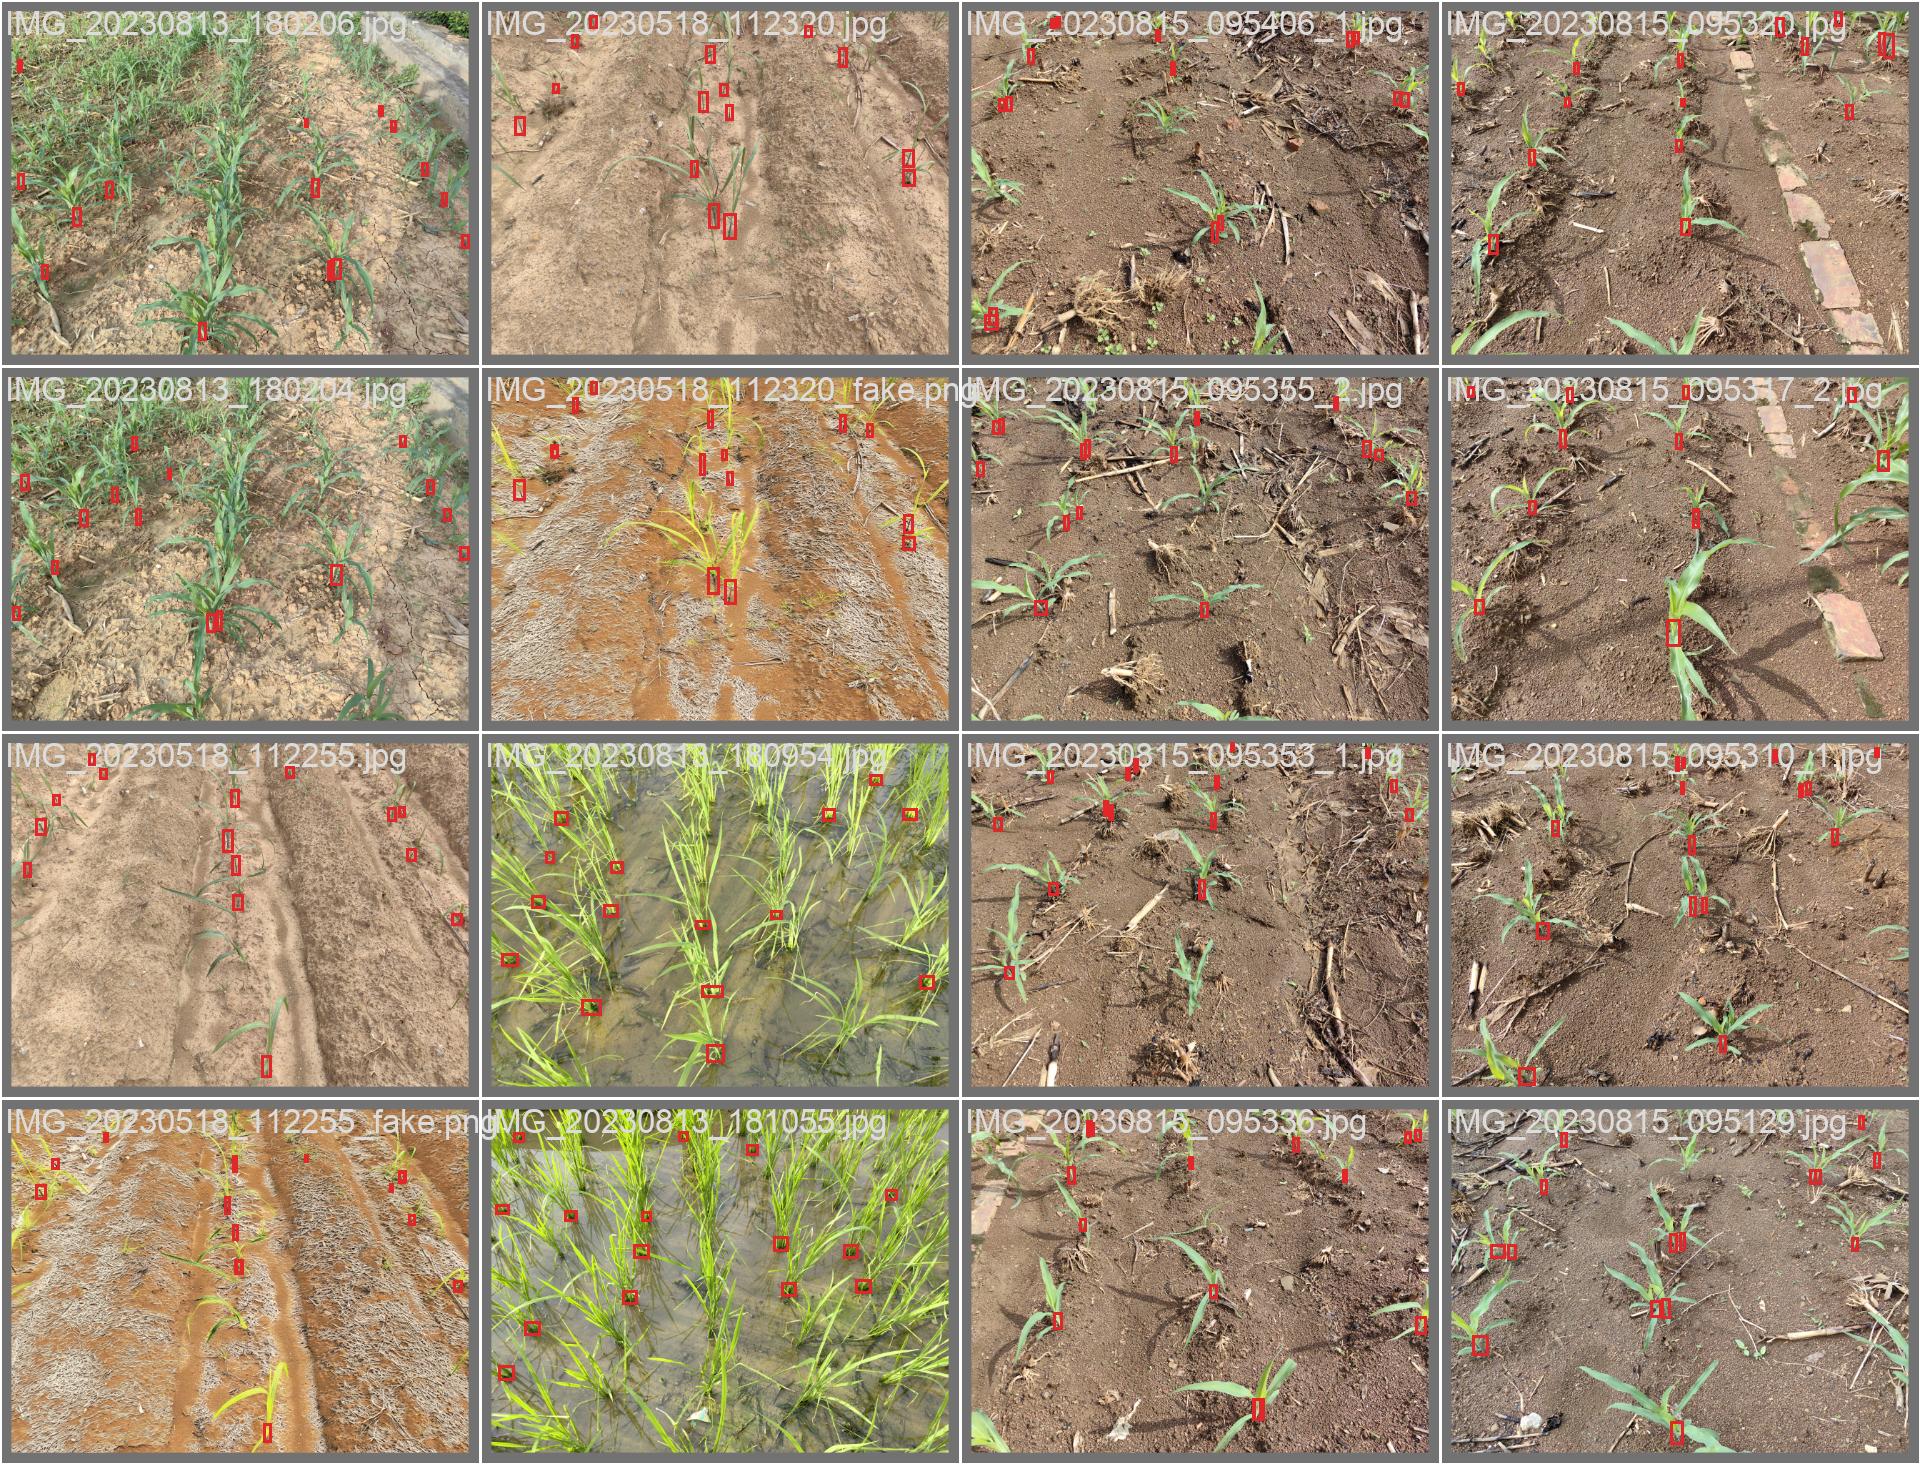 IMG_20230813_180206.jpg
IMG_20230518_112320.jpg
IMG_20230815_095406_1.jpg
IMG_20230815_095329.jpg
IMG_20230813_180204.jpg
IMG_20230518_112320_fake.png
IMG_20230815_095355_2.jpg
IMG_20230815_095317_2.jpg
IMG_20230518_112255.jpg
IMG_20230813_180954.jpg
IMG_20230815_095353_1.jpg
IMG_20230815_095310_1.jpg
IMG_20230518_112255_fake.png
IMG_20230813_181055.jpg
IMG_20230815_095336.jpg
IMG_20230815_095129.jpg